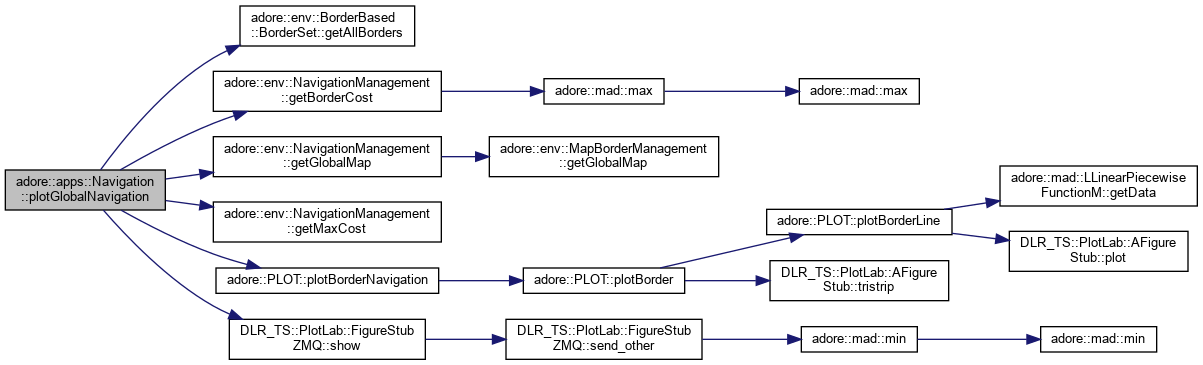 adore::env::BorderBased
::BorderSet::getAllBorders
adore::env::NavigationManagement
::getBorderCost
adore::mad::max
adore::mad::max
adore::env::NavigationManagement
::getGlobalMap
adore::env::MapBorderManagement
::getGlobalMap
adore::apps::Navigation
::plotGlobalNavigation
adore::env::NavigationManagement
::getMaxCost
adore::PLOT::plotBorderNavigation
adore::PLOT::plotBorder
adore::PLOT::plotBorderLine
adore::mad::LLinearPiecewise
FunctionM::getData
DLR_TS::PlotLab::AFigure
Stub::plot
DLR_TS::PlotLab::AFigure
Stub::tristrip
DLR_TS::PlotLab::FigureStub
ZMQ::show
DLR_TS::PlotLab::FigureStub
ZMQ::send_other
adore::mad::min
adore::mad::min